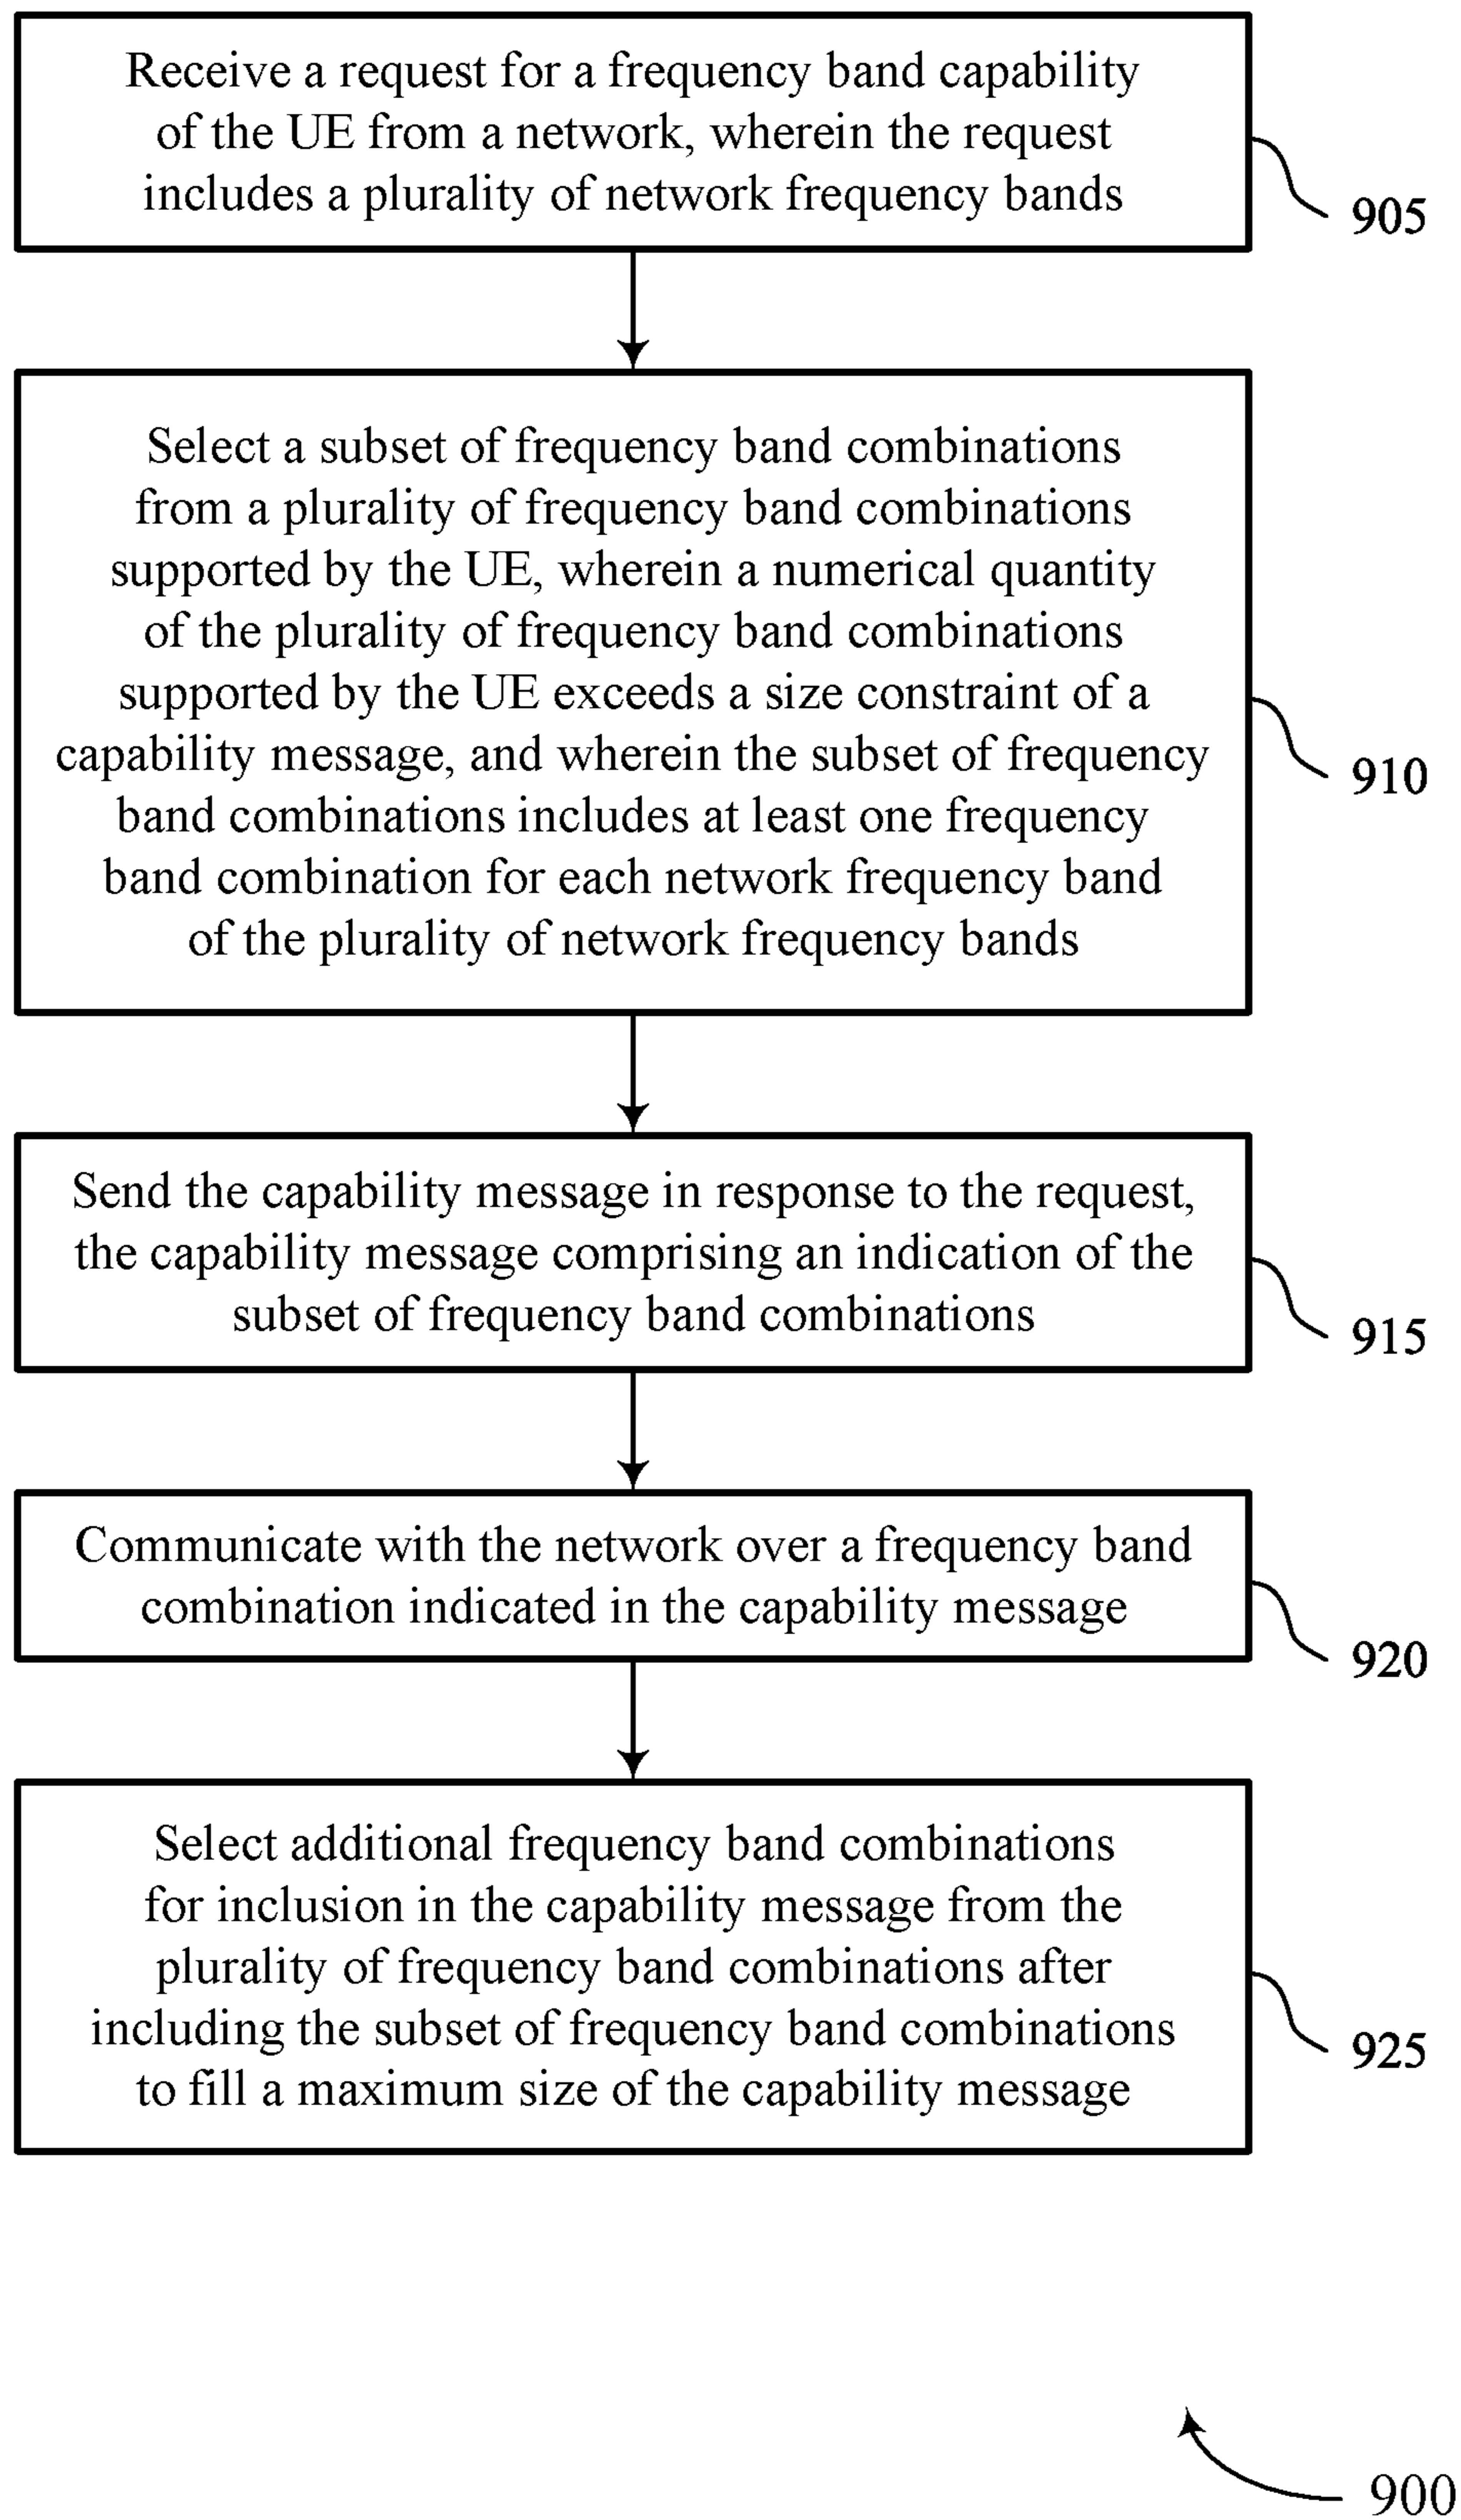 Receive a request for a frequency band capability
of the UE from a network, wherein the request
includes a plurality of network frequency bands
905
Select a subset of frequency band combinations
from a plurality of frequency band combinations
supported by the UE, wherein a numerical quantity
of the plurality of frequency band combinations
supported by the UE exceeds a size constraint of a
capability message, and wherein the subset of frequency
band combinations includes at least one frequency
band combination for each network frequency band
of the plurality of network frequency bands
910
Send the capability message in response to the request,
the capability message comprising an indication of the
subset of frequency band combinations
915
Communicate with the network over a frequency band
combination indicated in the capability message
920
Select additional frequency band combinations
for inclusion in the capability message from the
plurality of frequency band combinations after
including the subset of frequency band combinations
to fill a maximum size of the capability message
925
900